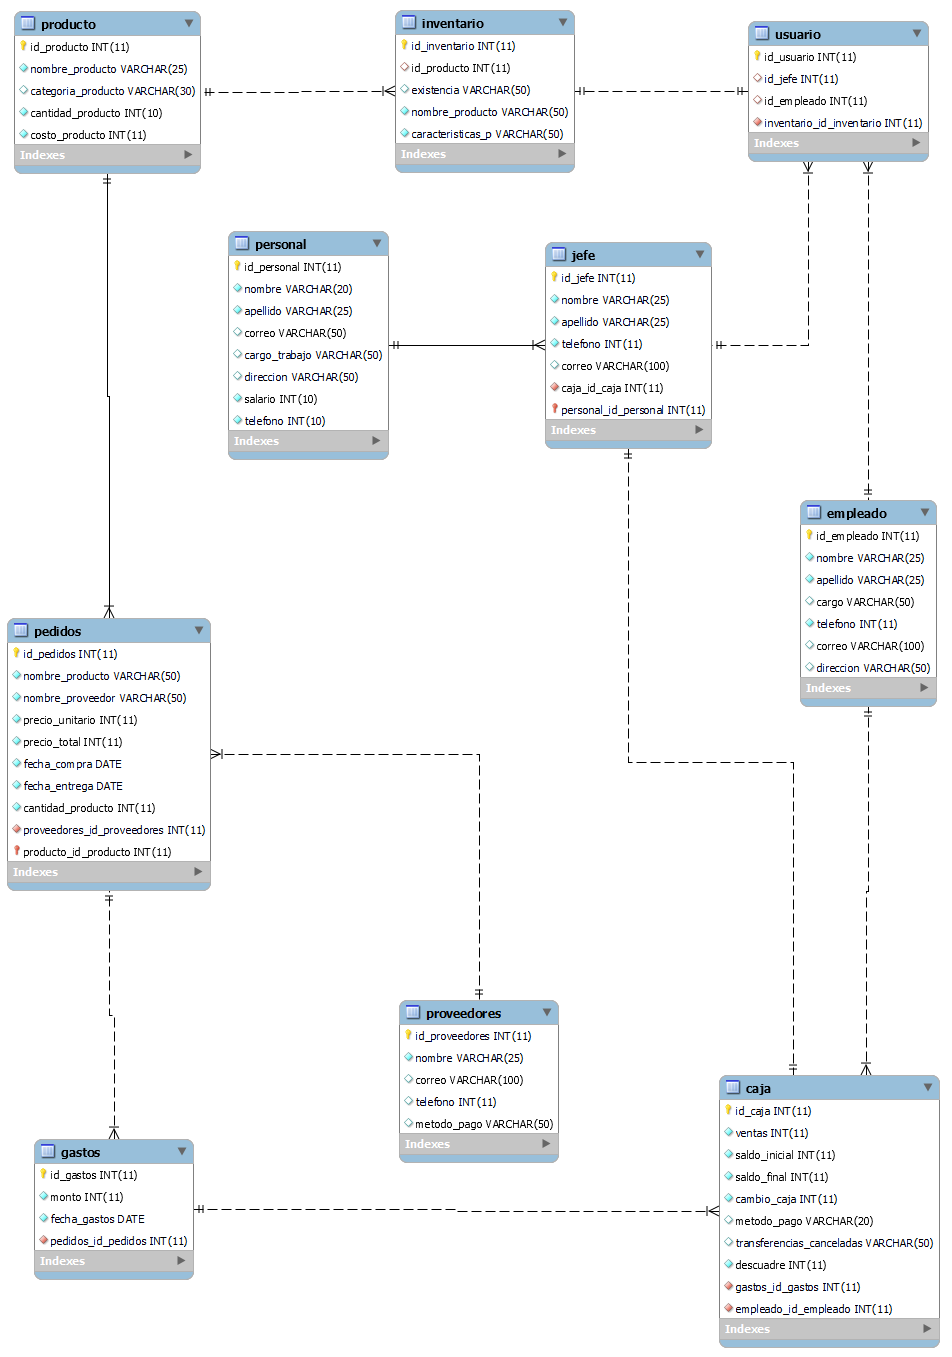 producto
id_producto INT(11)
nombre_producto VARCHAR(25)
categoria_producto VARCHAR(30)
cantidad_producto INT(10)
costo_producto INT(11)
Indexes
inventario
id_inventario INT(11)
id_producto INT(11)
existencia VARCHAR(50)
nombre_producto VARCHAR(50)
caracteristicas_p VARCHAR(50)
Indexes
usuario
id_usuario INT(11)
id_jefe INT(11)
id_empleado INT(11)
inventario_id_inventario INT(11)
Indexes
personal
id_personal INT(11)
nombre VARCHAR(20)
apellido VARCHAR(25)
correo VARCHAR(50)
cargo_trabajo VARCHAR(50)
direccion VARCHAR(50)
salario INT(10)
telefono INT(10)
Indexes
jefe
id_jefe INT(11)
nombre VARCHAR(25)
apellido VARCHAR(25)
telefono INT(11)
correo VARCHAR(100)
caja_id_caja INT(11)
personal_id_personal INT(11)
Indexes
empleado
id_empleado INT(11)
nombre VARCHAR(25)
apellido VARCHAR(25)
cargo VARCHAR(50)
telefono INT(11)
correo VARCHAR(100)
direccion VARCHAR(50)
Indexes
pedidos
id_pedidos INT(11)
nombre_producto VARCHAR(50)
nombre_proveedor VARCHAR(50)
precio_unitario INT(11)
precio_total INT(11)
fecha_compra DATE
fecha_entrega DATE
cantidad_producto INT(11)
proveedores_id_proveedores INT(11)
producto_id_producto INT(11)
Indexes
proveedores
id_proveedores INT(11)
nombre VARCHAR(25)
correo VARCHAR(100)
telefono INT(11)
metodo_pago VARCHAR(50)
Indexes
caja
id_caja INT(11)
ventas INT(11)
saldo_inicial INT(11)
saldo_final INT(11)
cambio_caja INT(11)
metodo_pago VARCHAR(20)
transferencias_canceladas VARCHAR(50)
descuadre INT(11)
gastos_id_gastos INT(11)
empleado_id_empleado INT(11)
Indexes
gastos
id_gastos INT(11)
monto INT(11)
fecha_gastos DATE
pedidos_id_pedidos INT(11)
Indexes